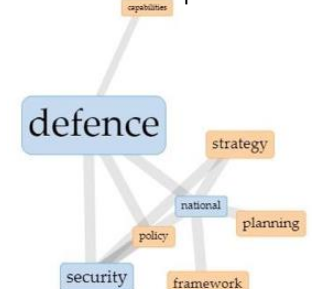 capabilities
defence
strategy
national
planning
policy
security
framework